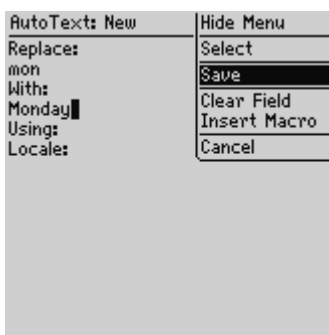 AutoText: New
Replace:
mon
With:
Monday
Using:
Locale:
Hide Menu
Select
Save
Clear Field
Insert Macro
Cancel